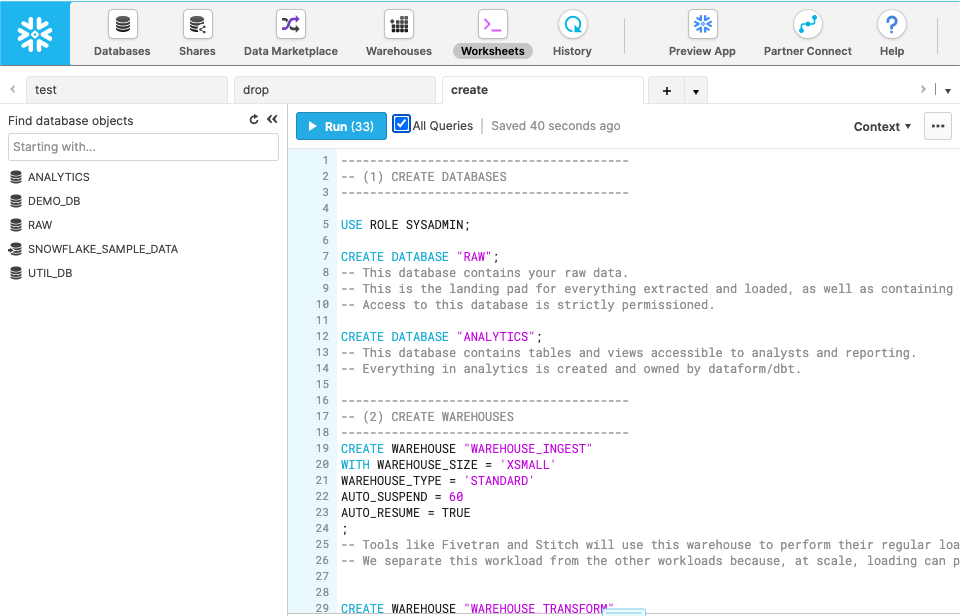 Databases
Shares
Data Marketplace
Warehouses
Worksheets
History
Preview App
Partner Connect
Help
test
drop
create
Find database objects
Starting with...
ANALYTICS
DEMO_DB
RAW
SNOWFLAKE_SAMPLE_DATA
UTIL_DB
Run (33)
All Queries
Saved 40 seconds ago
Context
1 ----------------------------------------
2 -- (1) CREATE DATABASES
3 ----------------------------------------
4
5 USE ROLE SYSADMIN;
6
7 CREATE DATABASE "RAW";
8 -- This database contains your raw data.
9 -- This is the landing pad for everything extracted and loaded, as well as containing
10 -- Access to this database is strictly permissioned.
11
12 CREATE DATABASE "ANALYTICS";
13 -- This database contains tables and views accessible to analysts and reporting.
14 -- Everything in analytics is created and owned by dataform/dbt.
15
16 ----------------------------------------
17 -- (2) CREATE WAREHOUSES
18 ----------------------------------------
19 CREATE WAREHOUSE "WAREHOUSE_INGEST"
20 WITH WAREHOUSE_SIZE = 'XSMALL'
21 WAREHOUSE_TYPE = 'STANDARD'
22 AUTO_SUSPEND = 60
23 AUTO_RESUME = TRUE
24 ;
25 -- Tools like Fivetran and Stitch will use this warehouse to perform their regular loa
26 -- We separate this workload from the other workloads because, at scale, loading can p
27
28
29 CREATE WAREHOUSE "WAREHOUSE_TRANSFORM"